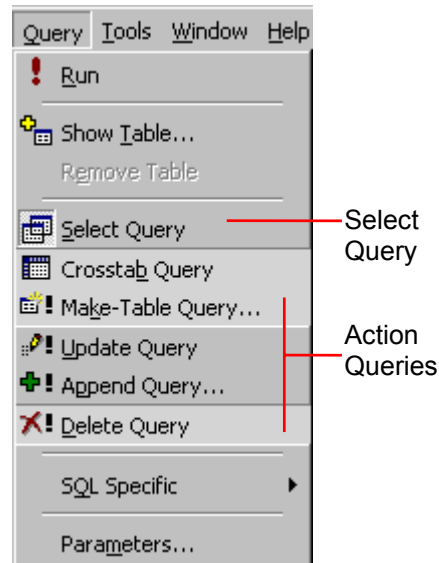 Query Tools Window Help
Run
Show Table...
Remove Table
Select Query
Crosstab Query
Make-Table Query...
Update Query
Append Query...
Delete Query
SQL Specific
Parameters...
Select
Query
Action
Queries